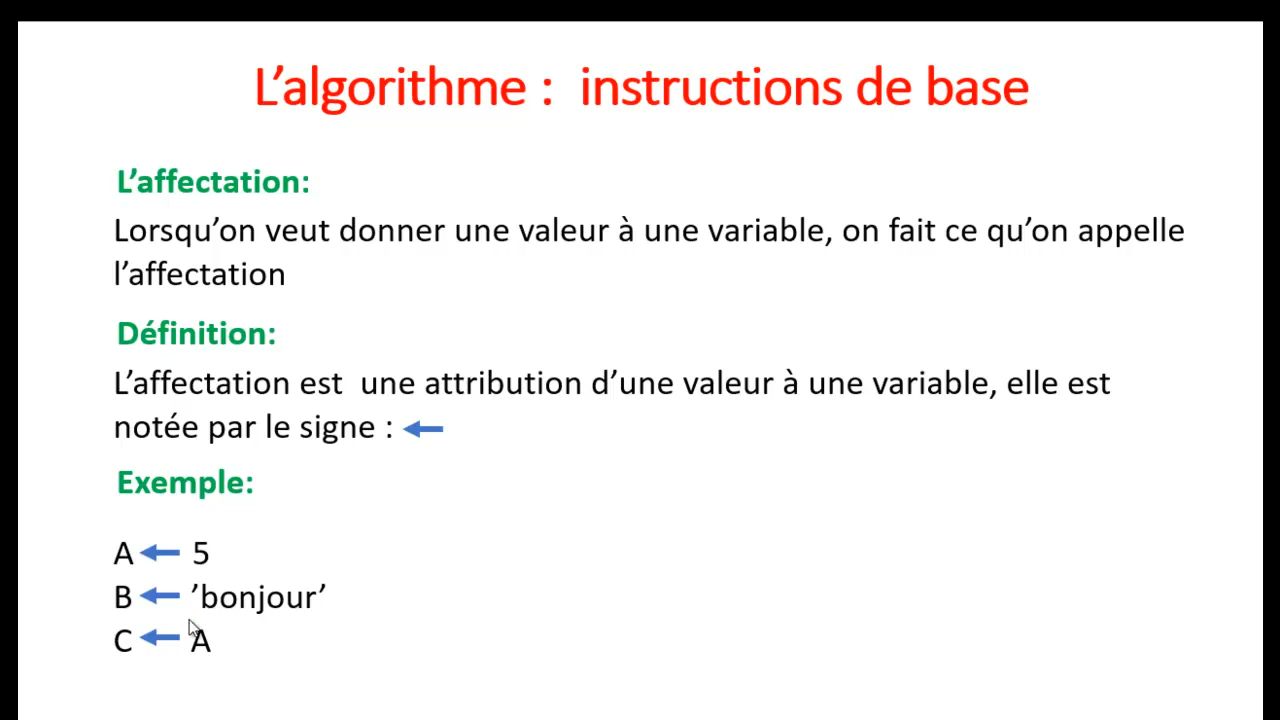 L’algorithme : instructions de base
L’affectation:
Lorsqu’on veut donner une valeur à une variable, on fait ce qu’on appelle
l’affectation
Définition:
L’affectation est une attribution d’une valeur à une variable, elle est
notée par le signe : ←
Exemple:
A ← 5
B ← ’bonjour’
C ← A